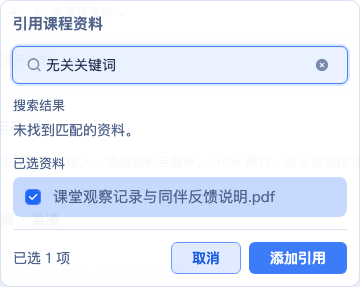 引用课程资料
无关关键词
搜索结果
未找到匹配的资料。
已选资料
课堂观察记录与同伴反馈说明.pdf
已选 1 项
取消
添加引用